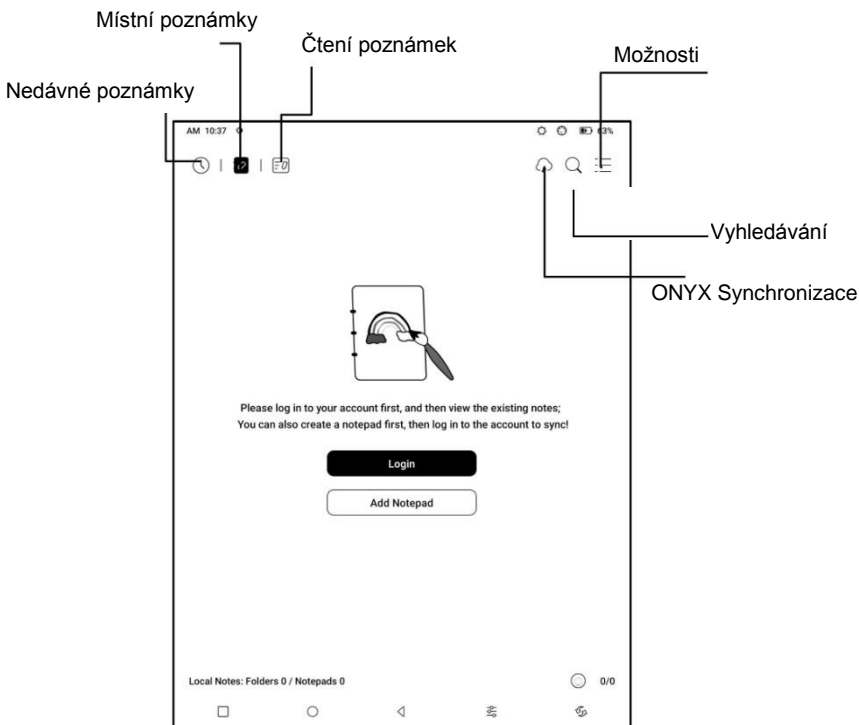 Místní poznámky
Čtení poznámek
Možnosti
Nedávné poznámky
AM 10:37
63%
Vyhledávání
ONYX Synchronizace
Please log in to your account first, and then view the existing notes;
You can also create a notepad first, then log in to the account to sync!
Login
Add Notepad
Local Notes: Folders 0 / Notepads 0
0/0